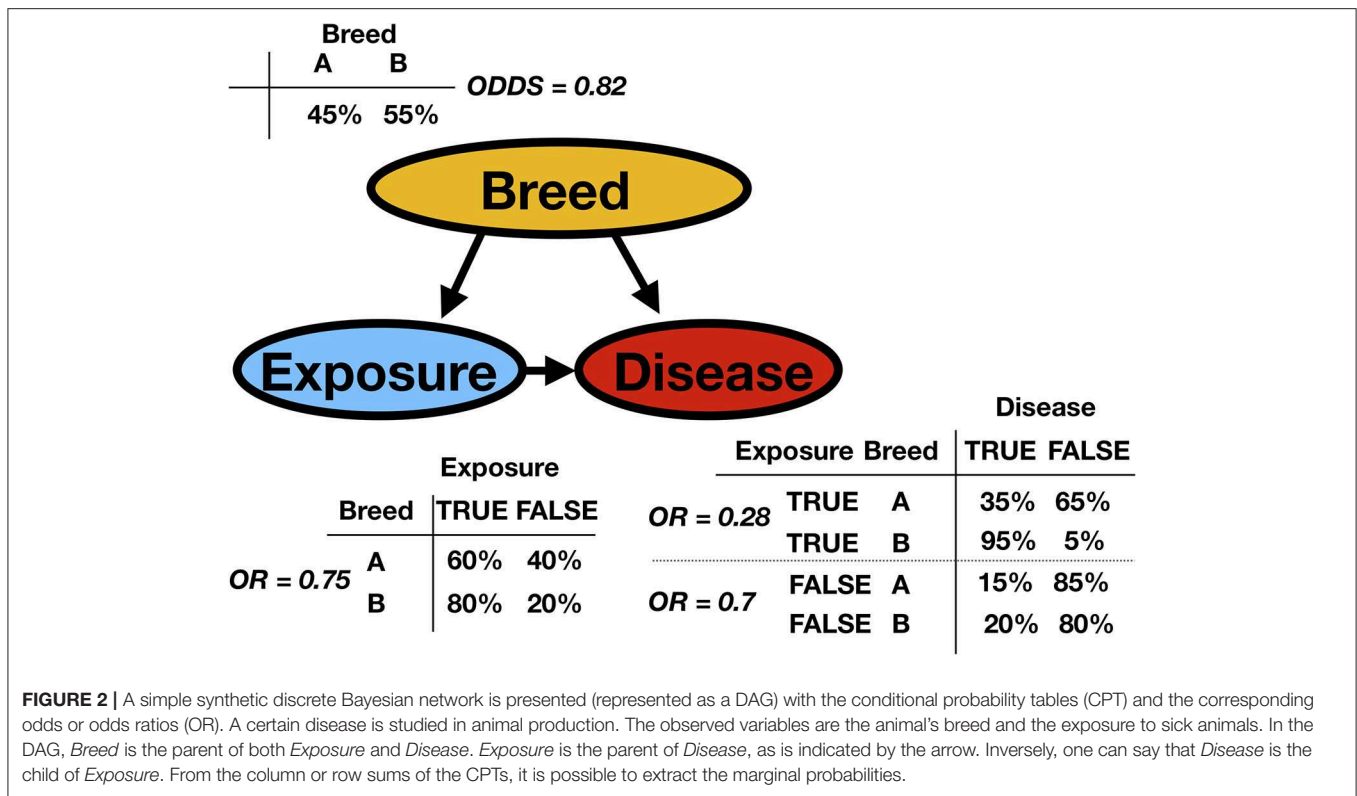 Breed
A B
ODDS = 0.82
45% 55%
Breed
Exposure
Disease
Exposure
Breed TRUE FALSE
A 60% 40%
OR = 0.75
B 80% 20%
Disease
Exposure Breed TRUE FALSE
TRUE A 35% 65%
OR = 0.28
TRUE B 95% 5%
FALSE A 15% 85%
OR = 0.7
FALSE B 20% 80%
FIGURE 2 | A simple synthetic discrete Bayesian network is presented (represented as a DAG) with the conditional probability tables (CPT) and the corresponding
odds or odds ratios (OR). A certain disease is studied in animal production. The observed variables are the animal's breed and the exposure to sick animals. In the
DAG, Breed is the parent of both Exposure and Disease. Exposure is the parent of Disease, as is indicated by the arrow. Inversely, one can say that Disease is the
child of Exposure. From the column or row sums of the CPTs, it is possible to extract the marginal probabilities.